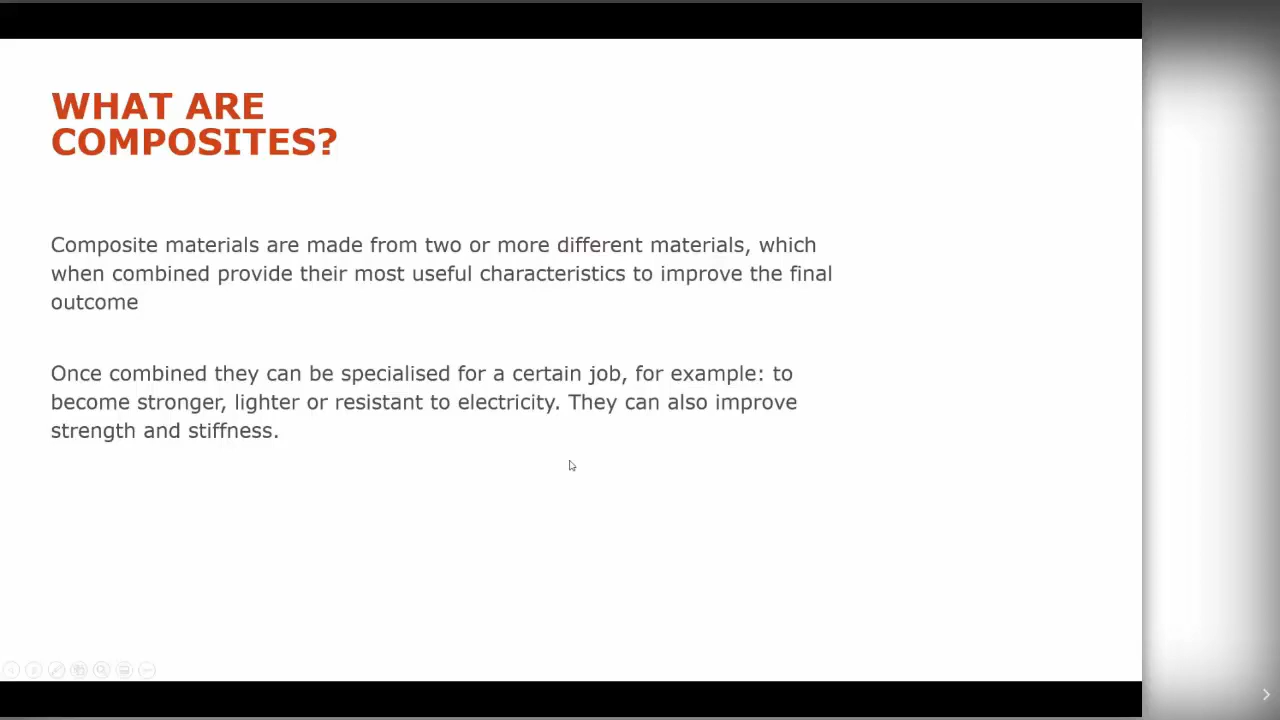 WHAT ARE
COMPOSITES?
Composite materials are made from two or more different materials, which
when combined provide their most useful characteristics to improve the final
outcome
Once combined they can be specialised for a certain job, for example: to
become stronger, lighter or resistant to electricity. They can also improve
strength and stiffness.